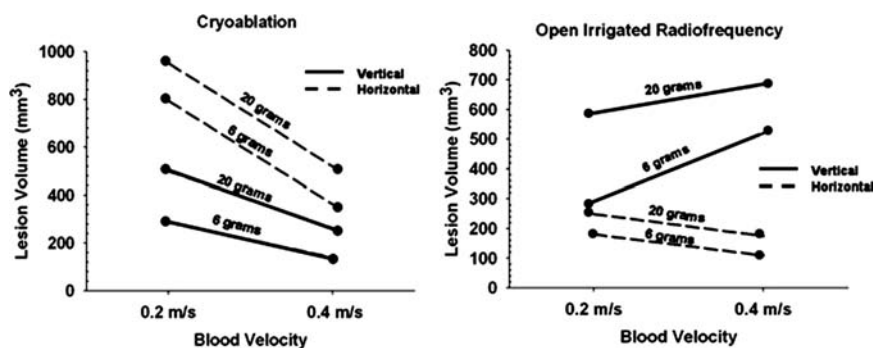 Cryoablation
Lesion Volume (mm3)
1000
800
600
400
200
0
Vertical
Horizontal
20 grams
6 grams
20 grams
6 grams
0.2 m/s
0.4 m/s
Blood Velocity
Open Irrigated Radiofrequency
Lesion Volume (mm3)
800
700
600
500
400
300
200
100
0
20 grams
6 grams
Vertical
Horizontal
20 grams
6 grams
0.2 m/s
0.4 m/s
Blood Velocity